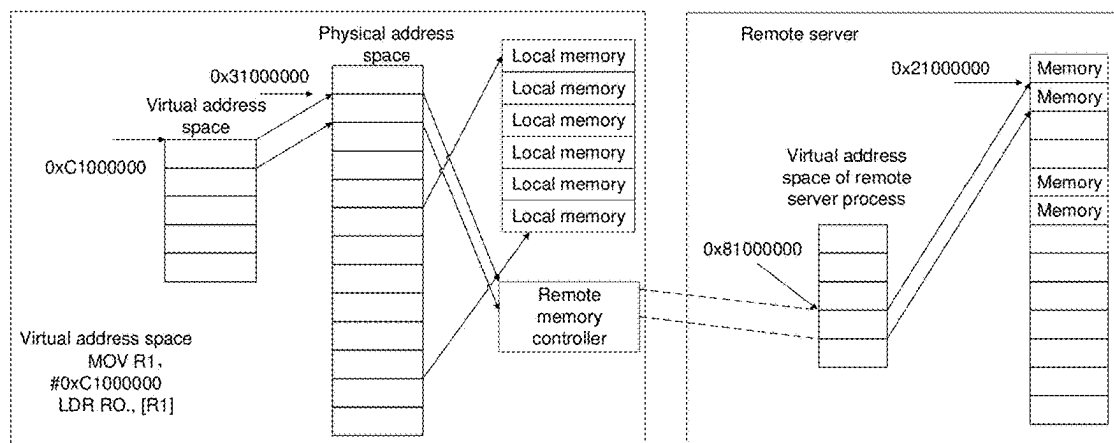 Physical address
space
0x31000000
Virtual address
space
0xC1000000
Local memory
Local memory
Local memory
Local memory
Local memory
Local memory
Remote
memory
controller
Virtual address space
MOV R1,
#0xC1000000
LDR RO., [R1]
Remote server
0x21000000
Memory
Memory
Memory
Memory
Virtual address
space of remote
server process
0x81000000